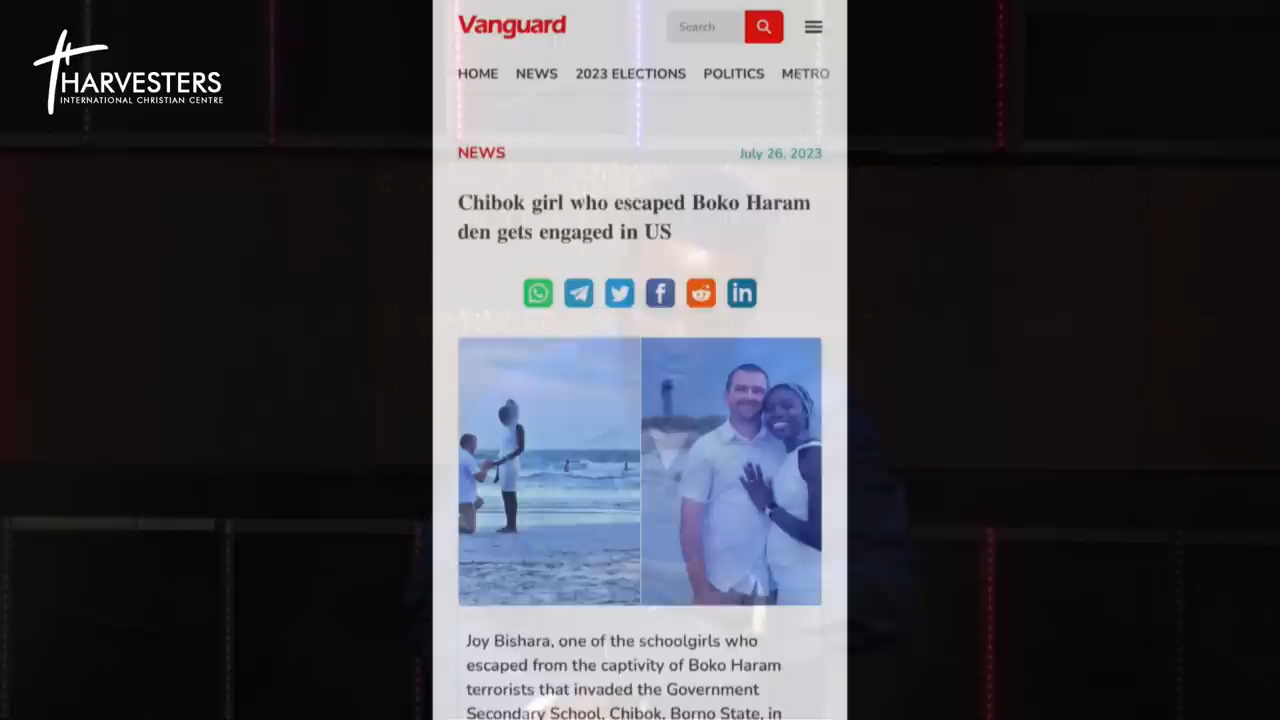 HARVESTERS
INTERNATIONAL CHRISTIAN CENTRE
Vanguard
Search
HOME NEWS 2023 ELECTIONS POLITICS METRO
NEWS
July 26, 2023
Chibok girl who escaped Boko Haram
den gets engaged in US
Joy Bishara, one of the schoolgirls who
escaped from the captivity of Boko Haram
terrorists that invaded the Government
Secondary School, Chibok, Borno State, in